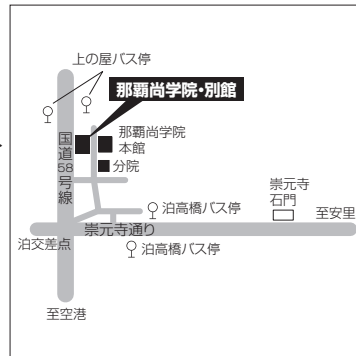 上の屋バス停
那覇尚学院・別館
国道58号線
那覇尚学院
本館
分院
崇元寺
石門
泊高橋バス停
至安里
崇元寺通り
泊交差点
泊高橋バス停
至空港